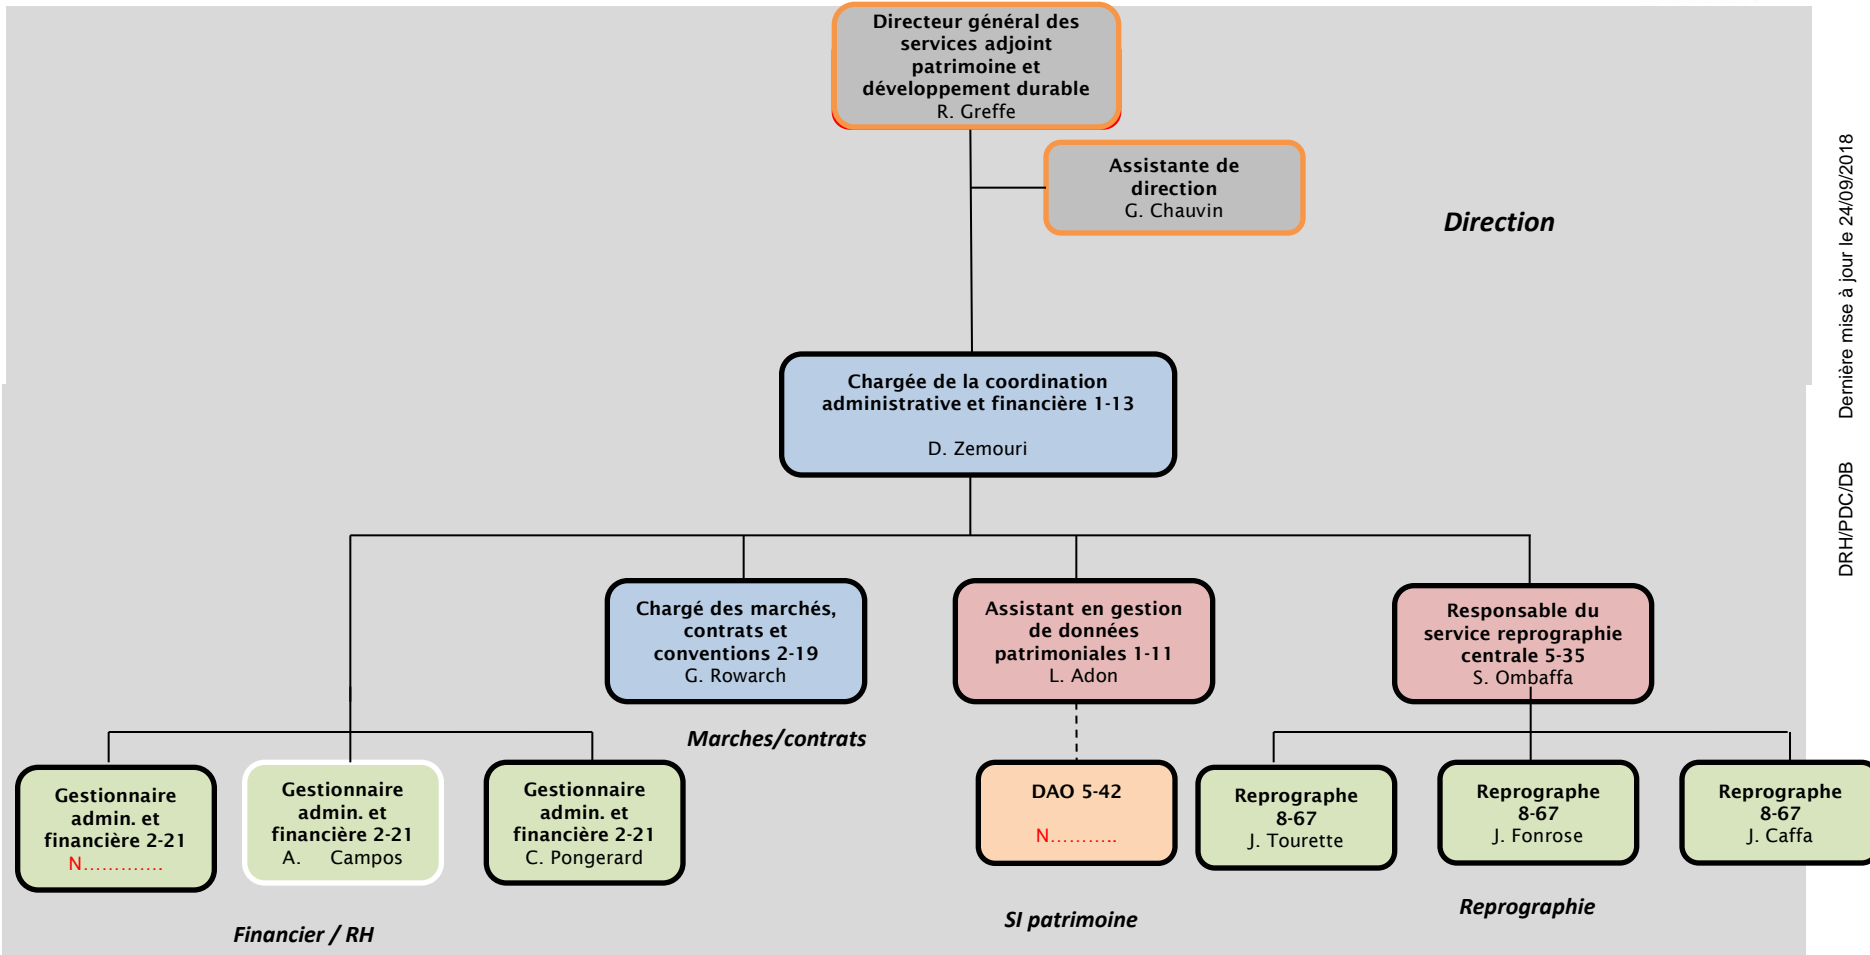 Directeur général des
services adjoint
patrimoine et
développement durable
R. Greffe
Assistante de
direction
G. Chauvin
Direction
Chargée de la coordination
administrative et financière 1-13
D. Zemouri
Chargé des marchés,
contrats et
conventions 2-19
G. Rowarch
Marches/contrats
Assistant en gestion
de données
patrimoniales 1-11
L. Adon
Responsable du
service reprographie
centrale 5-35
S. Ombaffa
Gestionnaire
admin. et
financière 2-21
N.............
Gestionnaire
admin. et
financière 2-21
A. Campos
Gestionnaire
admin. et
financière 2-21
C. Pongerard
Financier / RH
DAO 5-42
N...........
SI patrimoine
Reprographe
8-67
J. Tourette
Reprographe
8-67
J. Fonrose
Reprographe
8-67
J. Caffa
Reprographie
DRH/PDC/DB Dernière mise à jour le 24/09/2018